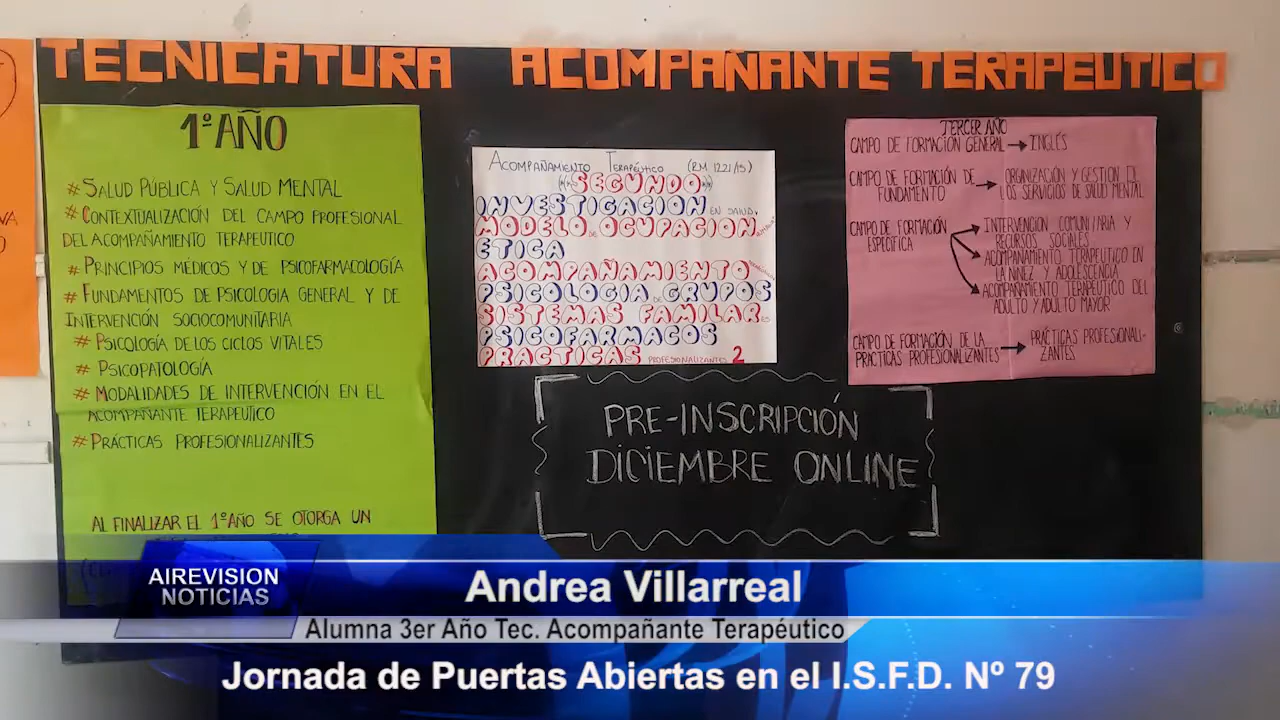 TECNICATURA ACOMPAÑANTE TERAPEUTICO
1º AÑO
# SALUD PÚBLICA Y SALUD MENTAL
# CONTEXTUALIZACIÓN DEL CAMPO PROFESIONAL
DEL ACOMPAÑAMIENTO TERAPEUTICO
# PRINCIPIOS MÉDICOS Y DE PSICOFARMACOLOGÍA
# FUNDAMENTOS DE PSICOLOGIA GENERAL Y DE
INTERVENCIÓN SOCIOCOMUNITARIA
# PSICOLOGÍA DE LOS CICLOS VITALES
# PSICOPATOLOGÍA
# MODALIDADES DE INTERVENCIÓN EN EL
ACOMPAÑANTE TERAPEUTICO
# PRÁCTICAS PROFESIONALIZANTES
AL FINALIZAR EL 1º AÑO SE OTORGA UN
ACOMPAÑAMIENTO TERAPÉUTICO (RM 1221/15)
SEGUNDO
INVESTIGACION EN SALUD.
MODELO DE OCUPACION
ETICA
ACOMPAÑAMIENTO
PSICOLOGIA DE GRUPOS
SISTEMAS FAMILARES
PSICOFARMACOS
PRACTICAS PROFESIONALIZANTES 2
TERCER AÑO
CAMPO DE FORMACIÓN GENERAL → INGLÉS
CAMPO DE FORMACIÓN DE FUNDAMENTO → ORGANIZACIÓN Y GESTION DE
LOS SERVICIOS DE SALUD MENTAL
CAMPO DE FORMACIÓN ESPECIFICA → INTERVENCION COMUNITARIA Y
RECURSOS SOCIALES
→ ACOMPAÑAMIENTO TERAPEUTICO EN
LA NIÑEZ Y ADOLESCENCIA
→ ACOMPAÑAMIENTO TERAPEUTICO DEL
ADULTO Y ADULTO MAYOR
CAMPO DE FORMACIÓN DE LA PRACTICAS PROFESIONALIZANTES → PRÁCTICAS PROFESIONALI-
ZANTES
PRE-INSCRIPCIÓN
DICIEMBRE ONLINE
AIREVISION
NOTICIAS
Andrea Villarreal
Alumna 3er Año Tec. Acompañante Terapéutico
Jornada de Puertas Abiertas en el I.S.F.D. Nº 79